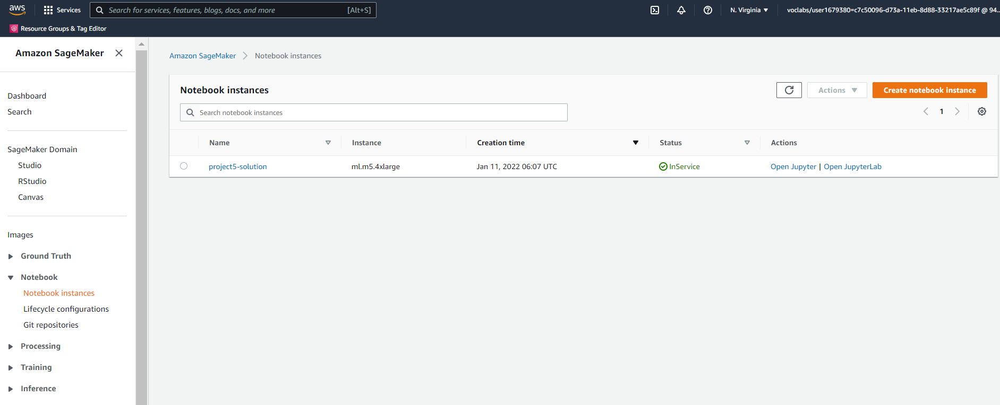 aws Services Search for services, features, blogs, docs, and more [Alt+S] N. Virginia ▼ voclabs/user1679380=c7c50096-d73a-11eb-8d88-33217ae5c89f @ 94...
Resource Groups & Tag Editor
Amazon SageMaker
Dashboard
Search
SageMaker Domain
Studio
RStudio
Canvas
Images
Ground Truth
Notebook
Notebook instances
Lifecycle configurations
Git repositories
Processing
Training
Inference
Amazon SageMaker > Notebook instances
Notebook instances
Actions
Create notebook instance
Search notebook instances
1
Name Instance Creation time Status Actions
project5-solution ml.m5.4xlarge Jan 11, 2022 06:07 UTC InService Open Jupyter | Open JupyterLab